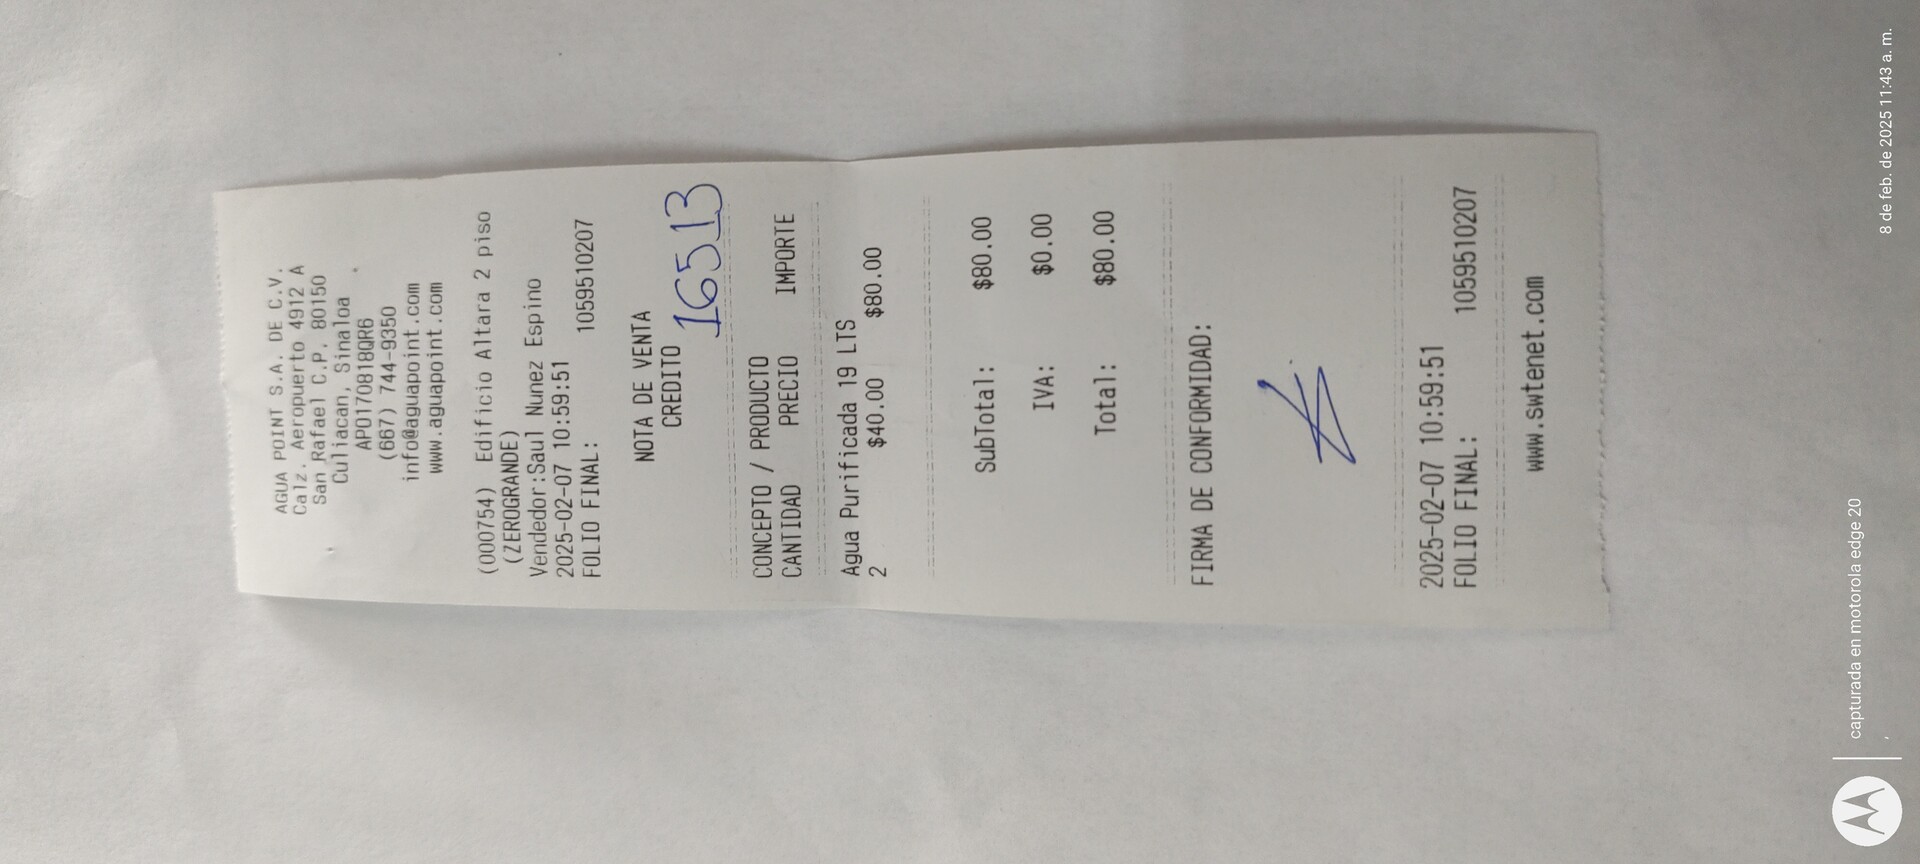 AGUA POINT S.A. DE C.V.
Calz. Aeropuerto 4912 A
San Rafael C.P. 80150
Culiacan, Sinaloa
APO170818QR6
(667) 744-9350
info@aguapoint.com
www.aguapoint.com
(000754) Edificio Altara 2 piso
(ZEROGRANDE)
Vendedor:Saul Nunez Espino
2025-02-07 10:59:51
FOLIO FINAL: 1059510207
NOTA DE VENTA
CREDITO
16513
CONCEPTO / PRODUCTO
CANTIDAD PRECIO IMPORTE
Agua Purificada 19 LTS
2 $40.00 $80.00
SubTotal: $80.00
IVA: $0.00
Total: $80.00
FIRMA DE CONFORMIDAD:
2025-02-07 10:59:51
FOLIO FINAL: 1059510207
www.swtenet.com
capturada en motorola edge 20
8 de feb. de 2025 11:43 a. m.